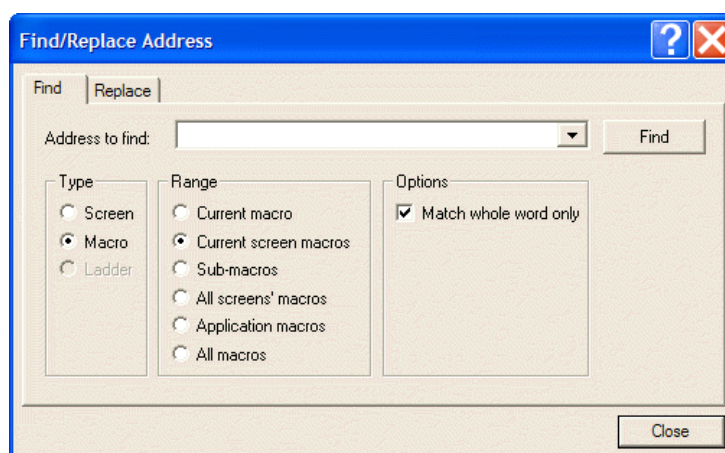 Find/Replace Address
Find Replace
Address to find: Find
Type Range Options
Screen Current macro Match whole word only
Macro Current screen macros
Ladder Sub-macros
All screens' macros
Application macros
All macros
Close